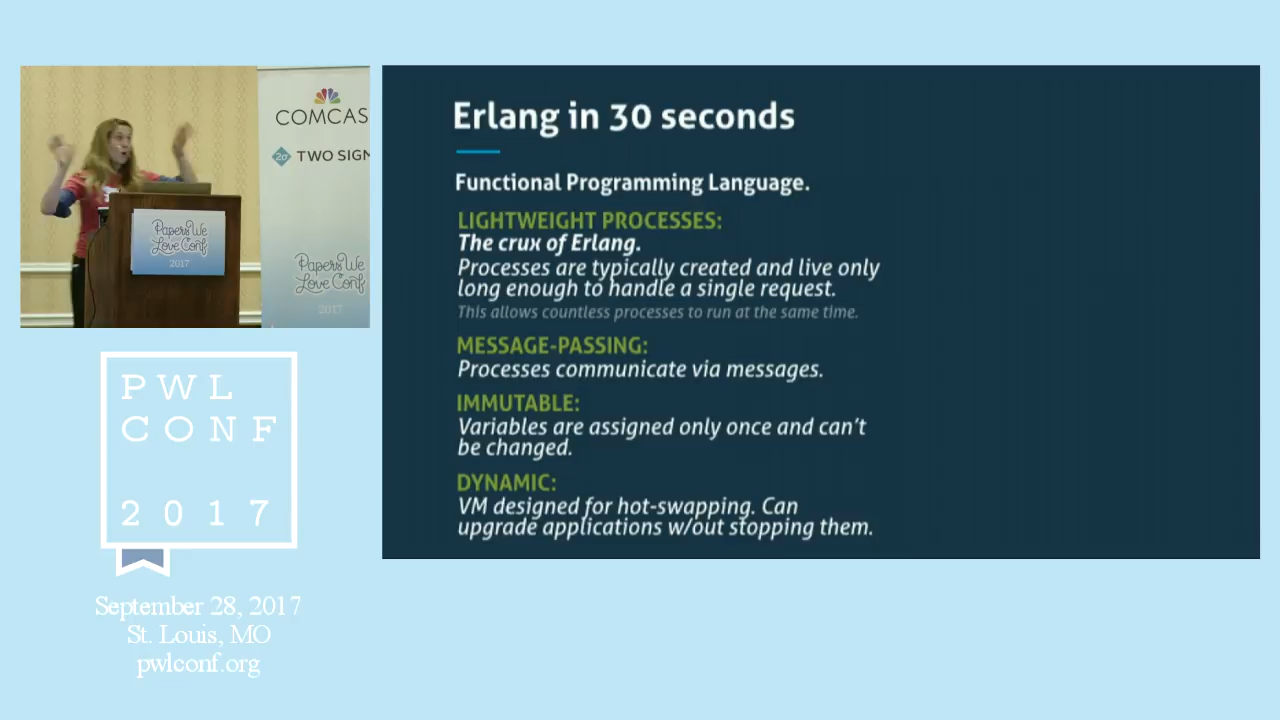 COMCAS
2σ TWO SIGN
Papers We
Love Conf
2017
Papers We
Love Conf
2017
Erlang in 30 seconds
Functional Programming Language.
LIGHTWEIGHT PROCESSES:
The crux of Erlang.
Processes are typically created and live only
long enough to handle a single request.
This allows countless processes to run at the same time.
MESSAGE-PASSING:
Processes communicate via messages.
IMMUTABLE:
Variables are assigned only once and can't
be changed.
DYNAMIC:
VM designed for hot-swapping. Can
upgrade applications w/out stopping them.
PWL
CONF
2017
September 28, 2017
St. Louis, MO
pwlconf.org